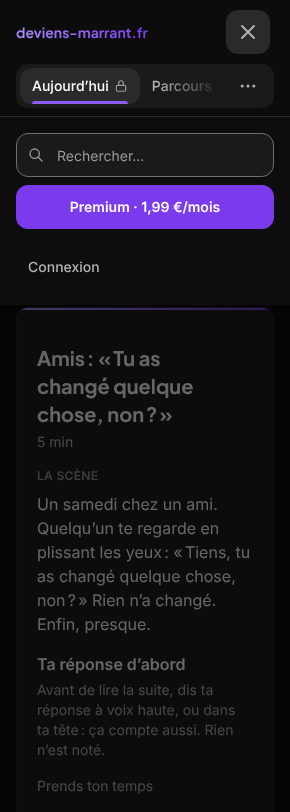 deviens-marrant.fr
Aujourd’hui
Parcours
Rechercher...
Premium · 1,99 €/mois
Connexion
Amis : « Tu as
changé quelque
chose, non ? »
5 min
LA SCÈNE
Un samedi chez un ami.
Quelqu’un te regarde en
plissant les yeux : « Tiens, tu
as changé quelque chose,
non ? » Rien n’a changé.
Enfin, presque.
Ta réponse d’abord
Avant de lire la suite, dis ta
réponse à voix haute, ou dans
ta tête : ça compte aussi. Rien
n’est noté.
Prends ton temps